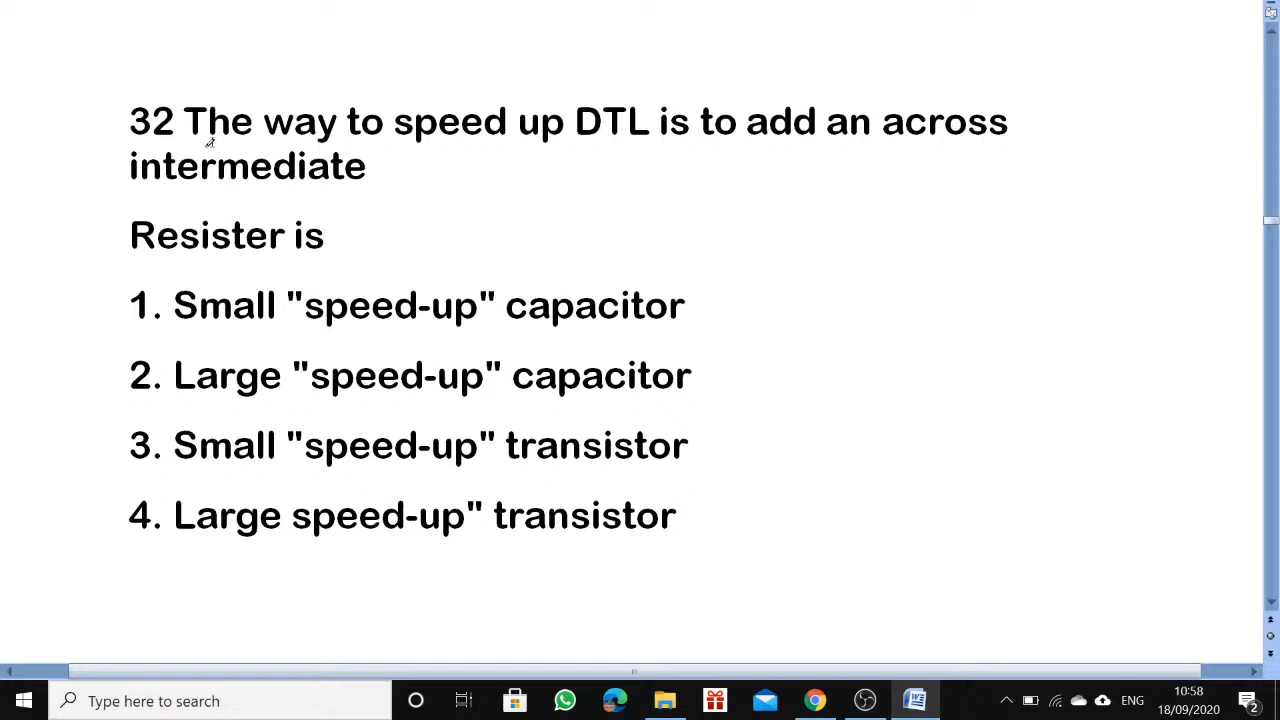 32 The way to speed up DTL is to add an across
intermediate
Resister is
1. Small "speed-up" capacitor
2. Large "speed-up" capacitor
3. Small "speed-up" transistor
4. Large speed-up" transistor
Type here to search
ENG
10:58
18/09/2020
2